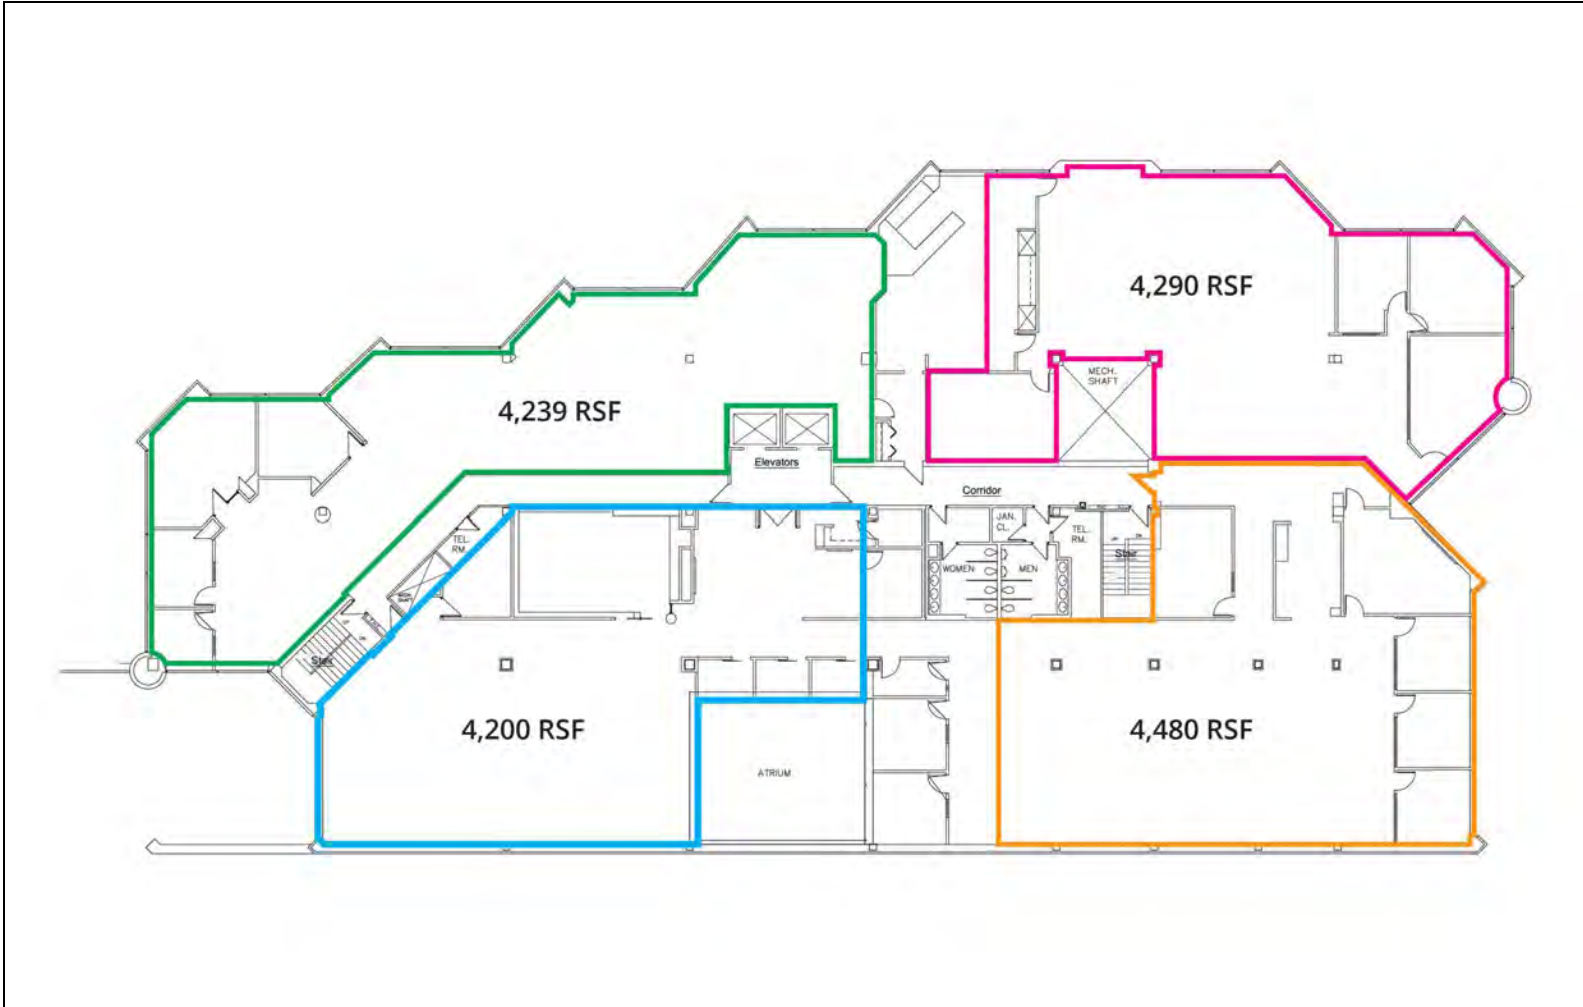 4,290 RSF
MECH.
SHAFT
4,239 RSF
Elevators
Corridor
TEL.
RM.
JAN.
CL.
TEL.
RM.
Stair
WOMEN
MEN
Stair
4,200 RSF
4,480 RSF
ATRIUM